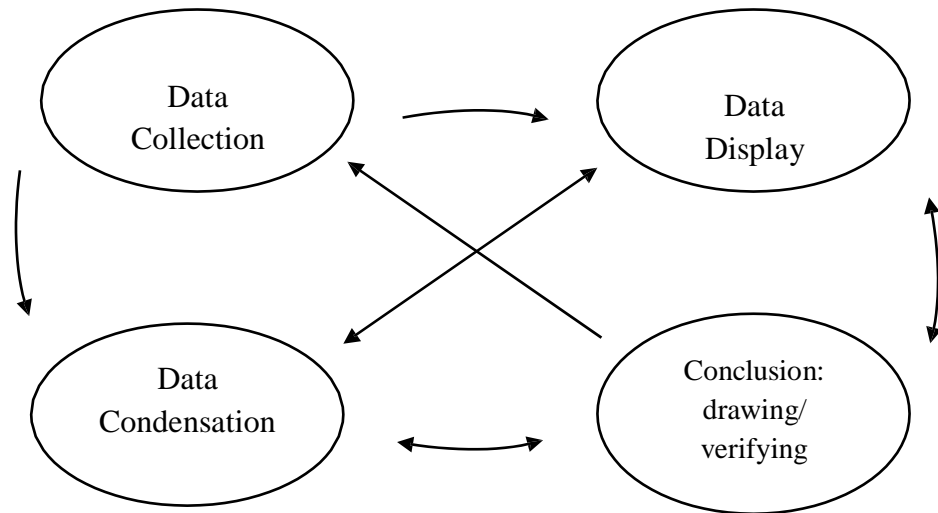 Data
Collection
Data
Display
Data
Condensation
Conclusion:
drawing/
verifying